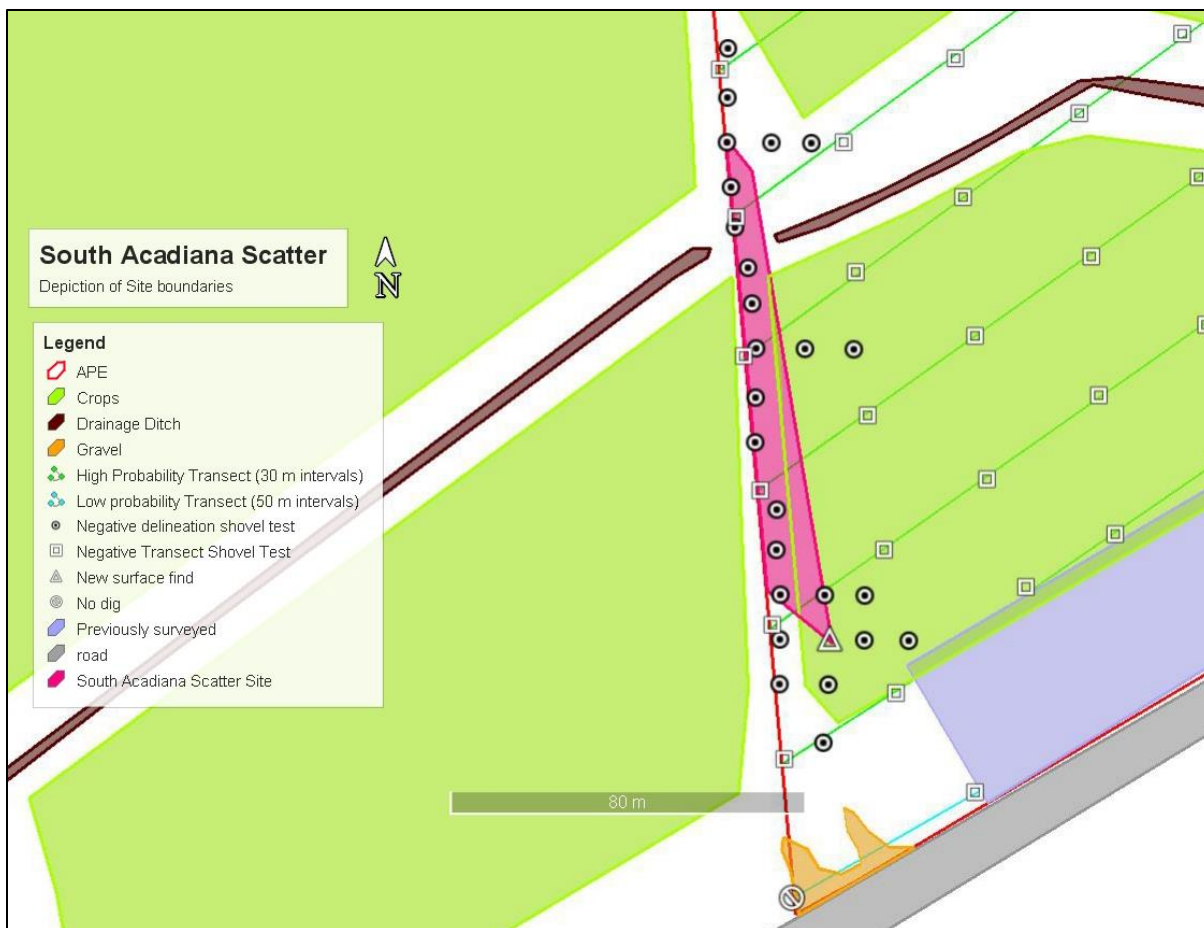 South Acadiana Scatter
Depiction of Site boundaries
N
Legend
APE
Crops
Drainage Ditch
Gravel
High Probability Transect (30 m intervals)
Low probability Transect (50 m intervals)
Negative delineation shovel test
Negative Transect Shovel Test
New surface find
No dig
Previously surveyed
road
South Acadiana Scatter Site
80 m